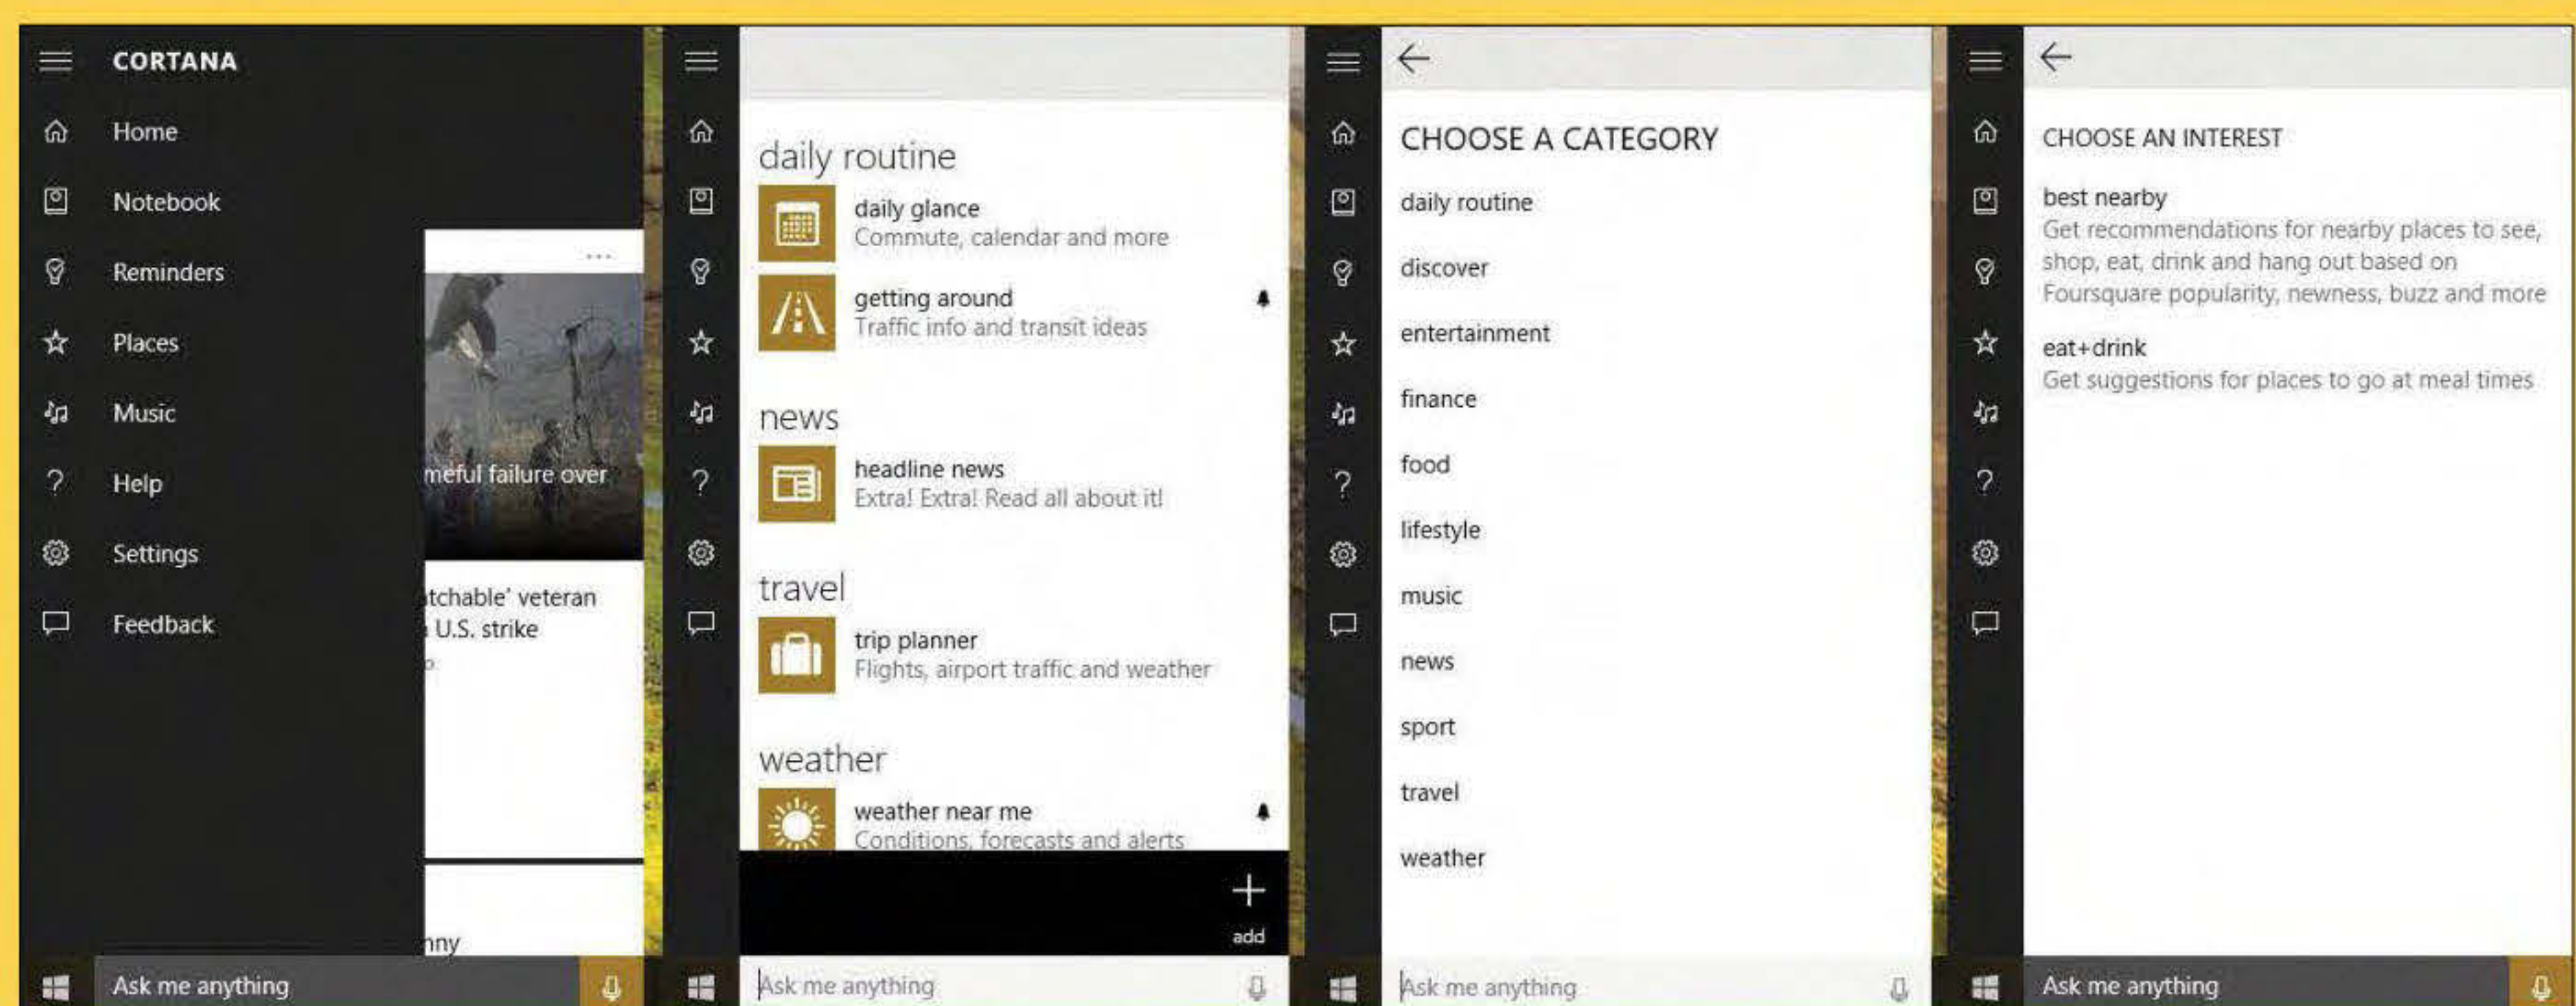 CORTANA
Home
Notebook
Reminders
Places
Music
Help
Settings
Feedback
...
failure over
veteran
U.S. strike
Ask me anything
daily routine
daily glance
Commute, calendar and more
getting around
Traffic info and transit ideas
news
headline news
Extra! Extra! Read all about it!
travel
trip planner
Flights, airport traffic and weather
weather
weather near me
Conditions, forecasts and alerts
add
Ask me anything
CHOOSE A CATEGORY
daily routine
discover
entertainment
finance
food
lifestyle
music
news
sport
travel
weather
Ask me anything
CHOOSE AN INTEREST
best nearby
Get recommendations for nearby places to see,
shop, eat, drink and hang out based on
Foursquare popularity, newness, buzz and more
eat+drink
Get suggestions for places to go at meal times
Ask me anything